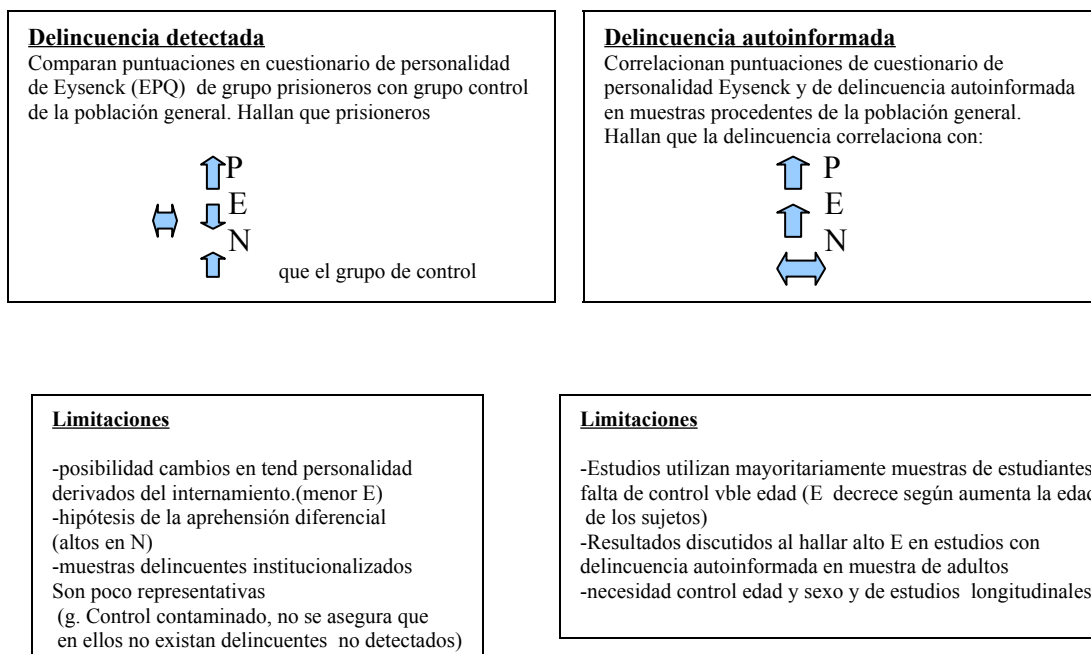 Delincuencia detectada
Comparan puntuaciones en cuestionario de personalidad
de Eysenck (EPQ) de grupo prisioneros con grupo control
de la población general. Hallan que prisioneros
P
E
N
que el grupo de control
Delincuencia autoinformada
Correlacionan puntuaciones de cuestionario de
personalidad Eysenck y de delincuencia autoinformada
en muestras procedentes de la población general.
Hallan que la delincuencia correlaciona con:
P
E
N
Limitaciones
-posibilidad cambios en tend personalidad
derivados del internamiento.(menor E)
-hipótesis de la aprehensión diferencial
(altos en N)
-muestras delincuentes institucionalizados
Son poco representativas
(g. Control contaminado, no se asegura que
en ellos no existan delincuentes no detectados)
Limitaciones
-Estudios utilizan mayoritariamente muestras de estudiantes
falta de control vble edad (E decrece según aumenta la edad
de los sujetos)
-Resultados discutidos al hallar alto E en estudios con
delincuencia autoinformada en muestra de adultos
-necesidad control edad y sexo y de estudios longitudinales